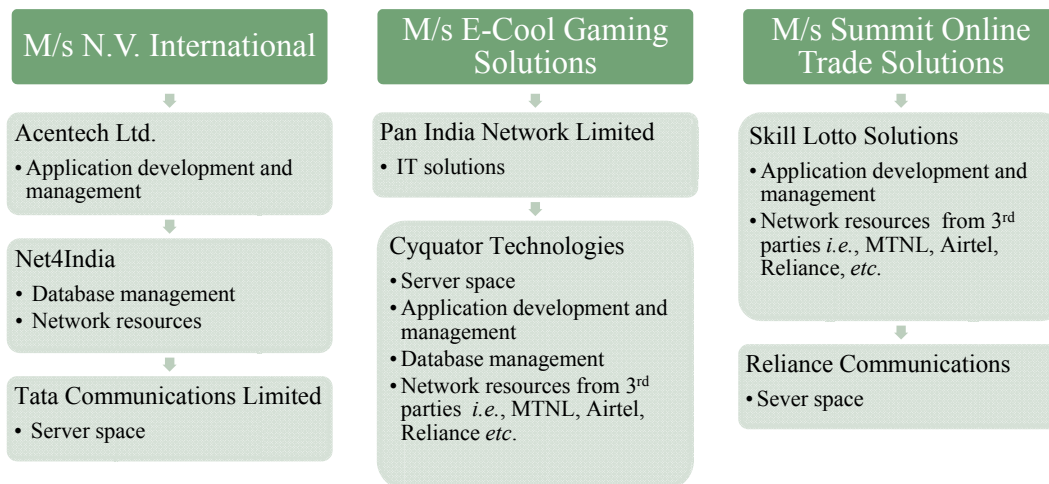 M/s N.V. International
Acentech Ltd.
• Application development and
management
Net4India
• Database management
• Network resources
Tata Communications Limited
• Server space
M/s E-Cool Gaming
Solutions
Pan India Network Limited
• IT solutions
Cyquator Technologies
• Server space
• Application development and
management
• Database management
• Network resources from 3rd
parties i.e., MTNL, Airtel,
Reliance etc.
M/s Summit Online
Trade Solutions
Skill Lotto Solutions
• Application development and
management
• Network resources from 3rd
parties i.e., MTNL, Airtel,
Reliance, etc.
Reliance Communications
• Sever space